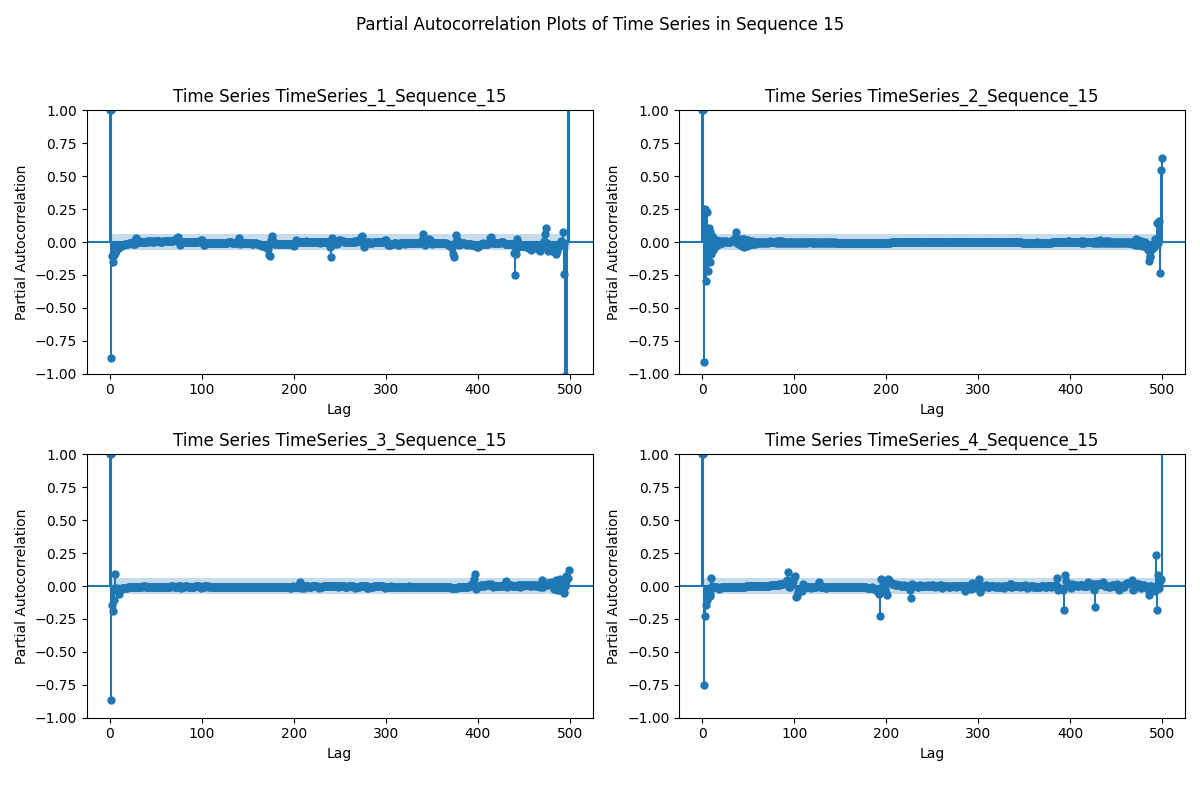 Partial Autocorrelation Plots of Time Series in Sequence 15
Time Series TimeSeries_1_Sequence_15
1.00
0.75
0.50
0.25
0.00
−0.25
−0.50
−0.75
−1.00
Partial Autocorrelation
0 100 200 300 400 500
Lag
Time Series TimeSeries_2_Sequence_15
1.00
0.75
0.50
0.25
0.00
−0.25
−0.50
−0.75
−1.00
Partial Autocorrelation
0 100 200 300 400 500
Lag
Time Series TimeSeries_3_Sequence_15
1.00
0.75
0.50
0.25
0.00
−0.25
−0.50
−0.75
−1.00
Partial Autocorrelation
0 100 200 300 400 500
Lag
Time Series TimeSeries_4_Sequence_15
1.00
0.75
0.50
0.25
0.00
−0.25
−0.50
−0.75
−1.00
Partial Autocorrelation
0 100 200 300 400 500
Lag